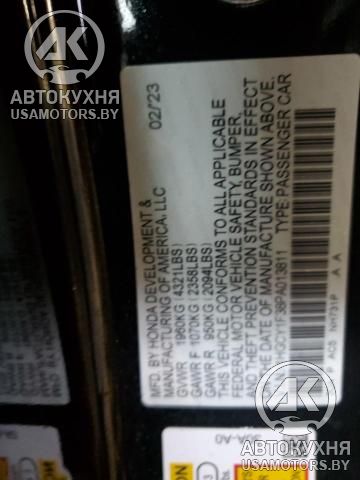 АВТОКУХНЯ
USAMOTORS.BY
MFD. BY HONDA DEVELOPMENT & 02/23
MANUFACTURING OF AMERICA, LLC
GVWR 1960KG(4321LBS)
GAWR F 1070KG(2358LBS)
GAWR R 950KG(2094LBS)
THIS VEHICLE CONFORMS TO ALL APPLICABLE
FEDERAL MOTOR VEHICLE SAFETY, BUMPER,
AND THEFT PREVENTION STANDARDS IN EFFECT
ON THE DATE OF MANUFACTURE SHOWN ABOVE.
TYPE: PASSENGER CAR
АВТОКУХНЯ
USAMOTORS.BY